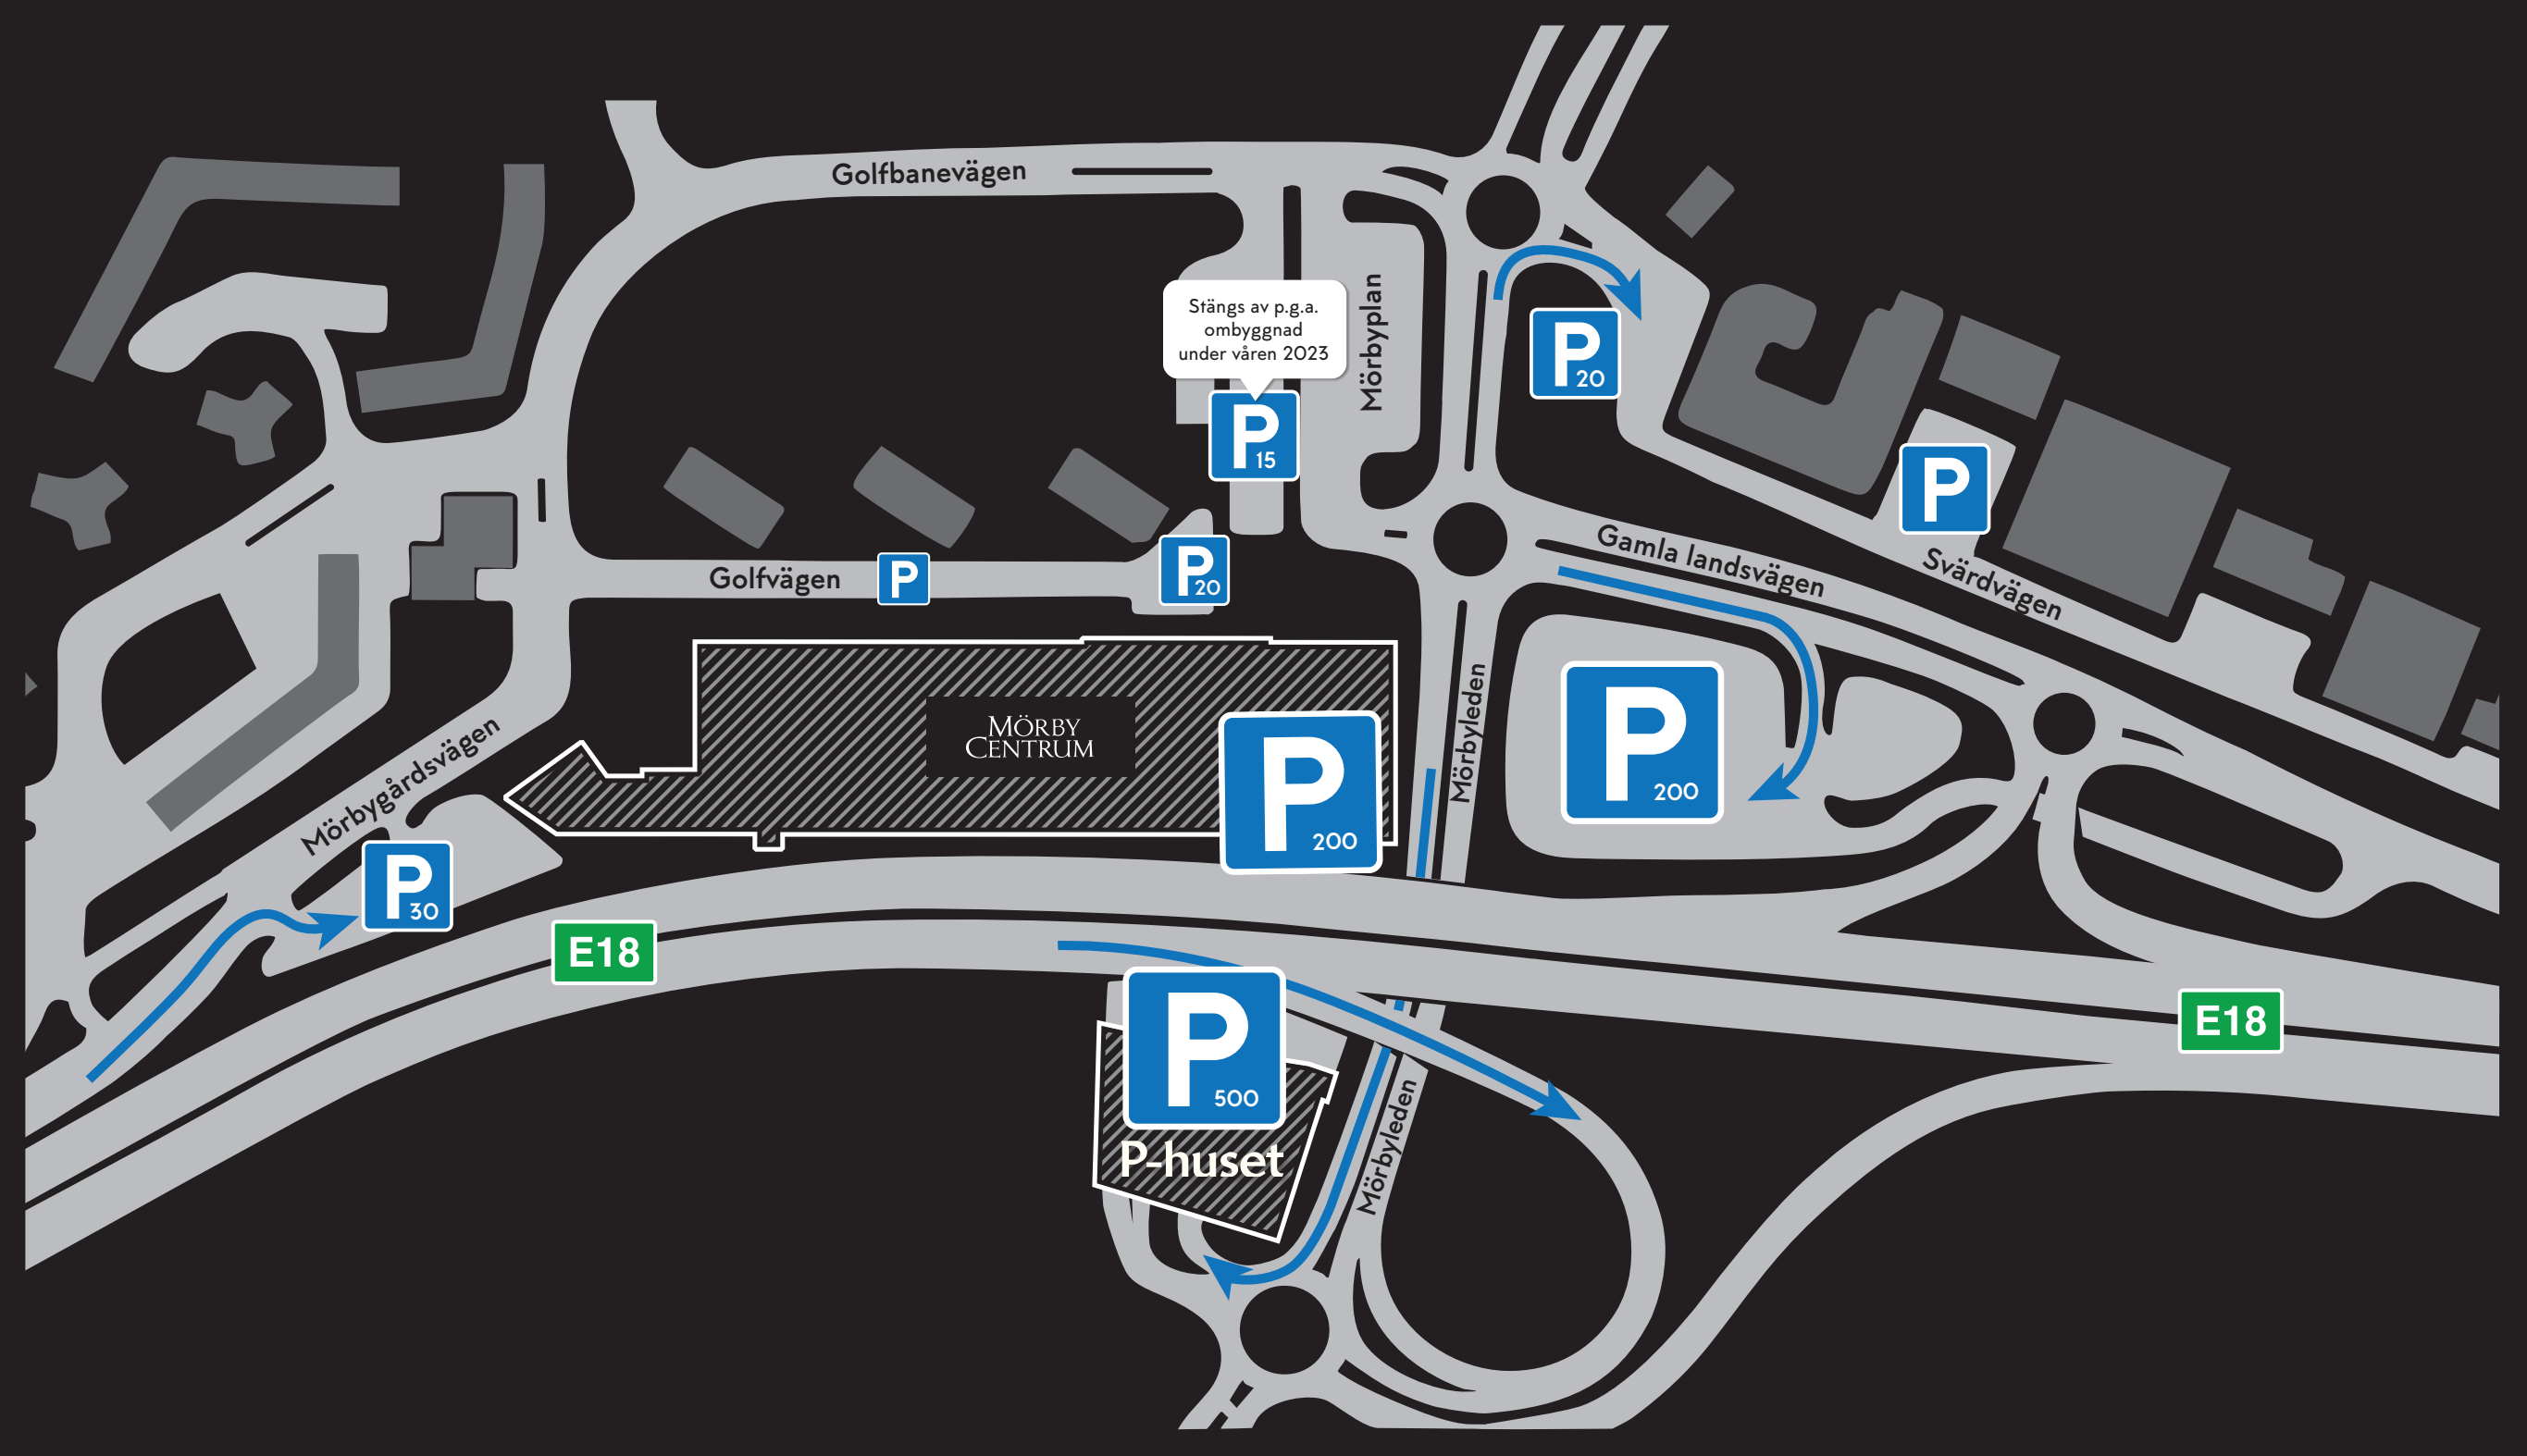 Golfbanevägen
Mörbyplan
Stängs av p.g.a.
ombyggnad
under våren 2023
P 20
P 15
P
Gamla landsvägen
Svärdvägen
Golfvägen
P
P 20
MÖRBY
CENTRUM
Mörbyleden
P 200
P 200
Mörbygårdsvägen
P 30
E18
E18
P 500
P-huset
Mörbyleden